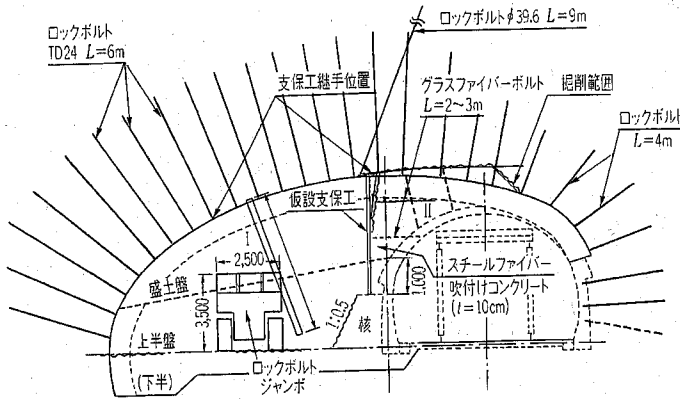 ロックボルト
TD24 L=6m
支保工継手位置
ロックボルトφ39.6 L=9m
グラスファイバーボルト
L=2〜3m
掘削範囲
ロックボルト
L=4m
仮設支保工
I
II
2,500
盛土盤
3,500
1,000
スチールファイバー
吹付けコンクリート
(t=10cm)
1:0.5
核
上半盤
(下半)
ロックボルト
ジャンボ